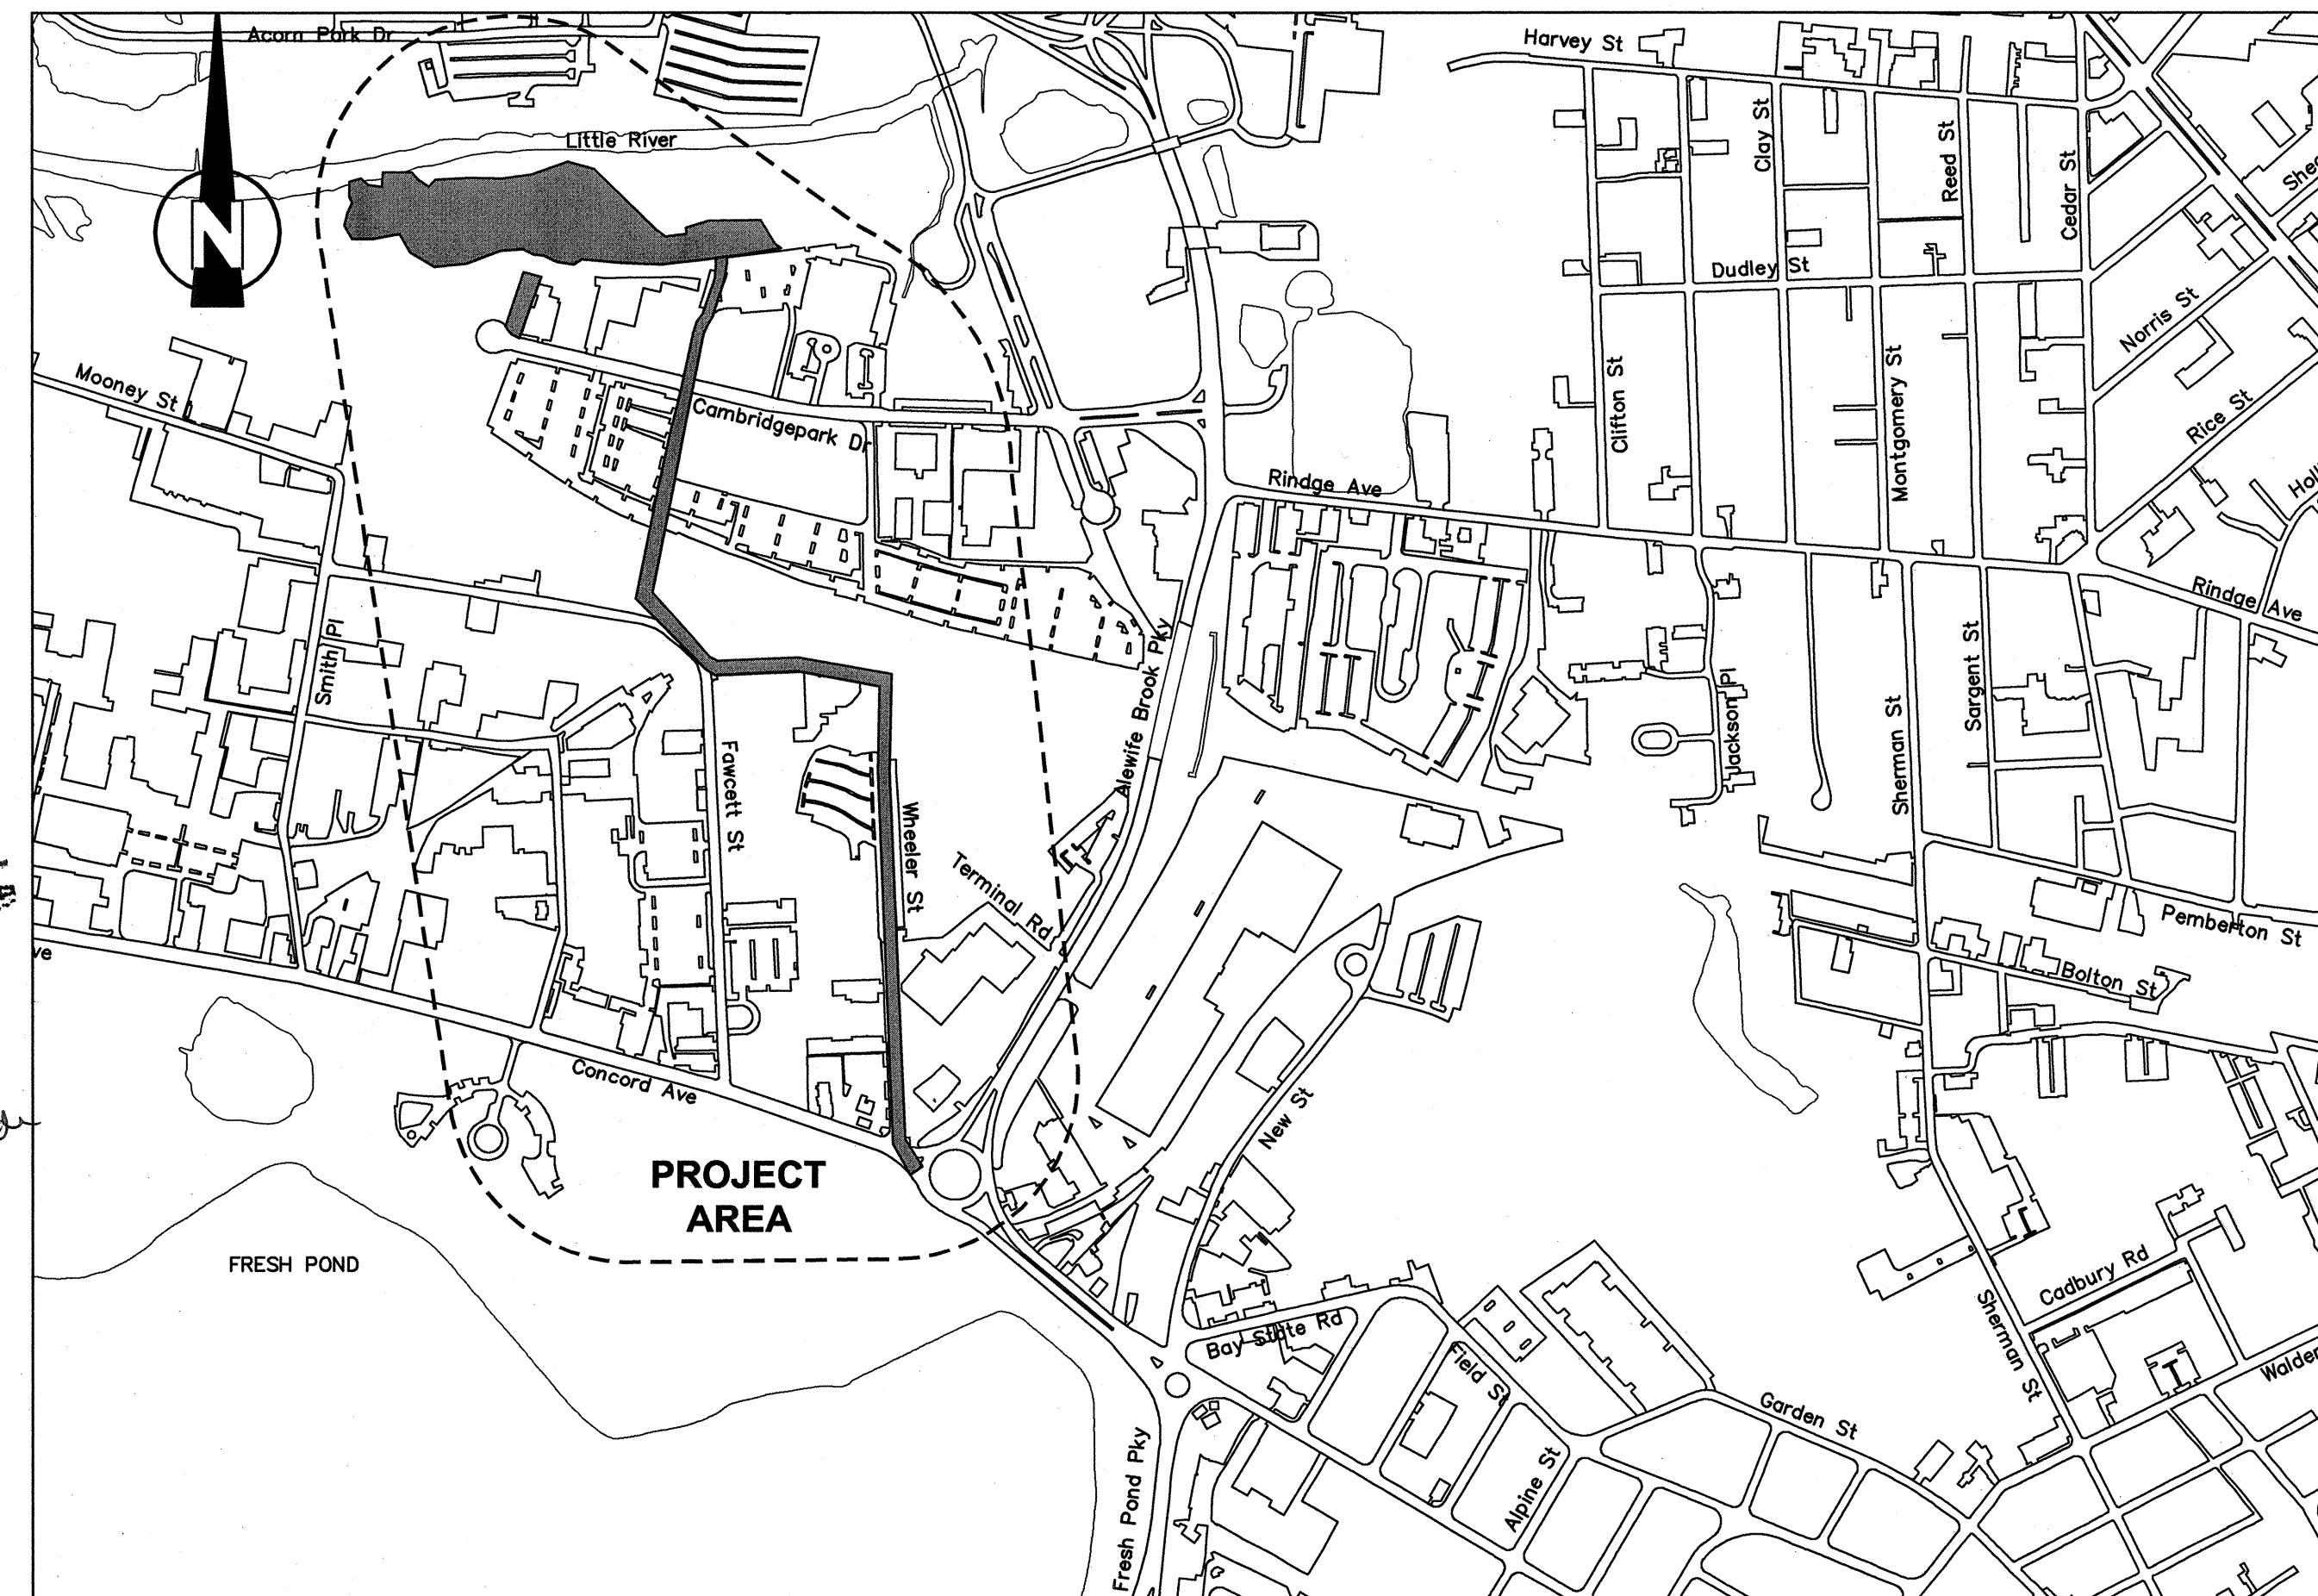 Acorn Park Dr
Harvey St
Little River
Clay St
Reed St
Cedar St
N
Dudley St
Norris St
Mooney St
Cambridgepark Dr
Clifton St
Montgomery St
Rice St
Rindge Ave
Rindge Ave
Smith Pl
Alewife Brook Pky
Jackson Pl
Sherman St
Sargent St
Fawcett St
Wheeler St
Terminal Rd
Pemberton St
Bolton St
ve
Concord Ave
New St
PROJECT
AREA
FRESH POND
Cadbury Rd
Sherman St
Bay State Rd
Field St
Garden St
Alpine St
Fresh Pond Pky